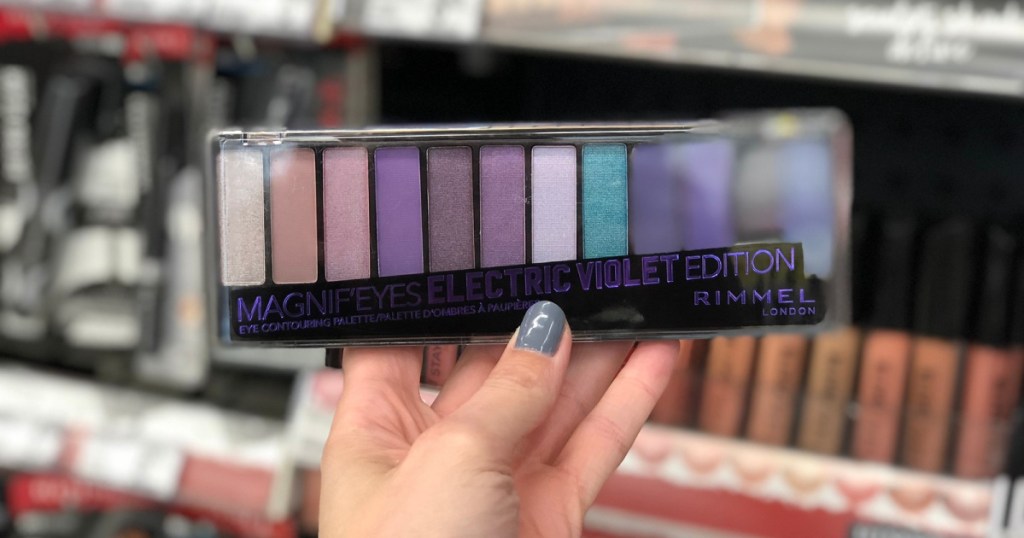 MAGNIF'EYES ELECTRIC VIOLET EDITION
EYE CONTOURING PALETTE/PALETTE D'OMBRES À PAUPIÈRES
RIMMEL
LONDON